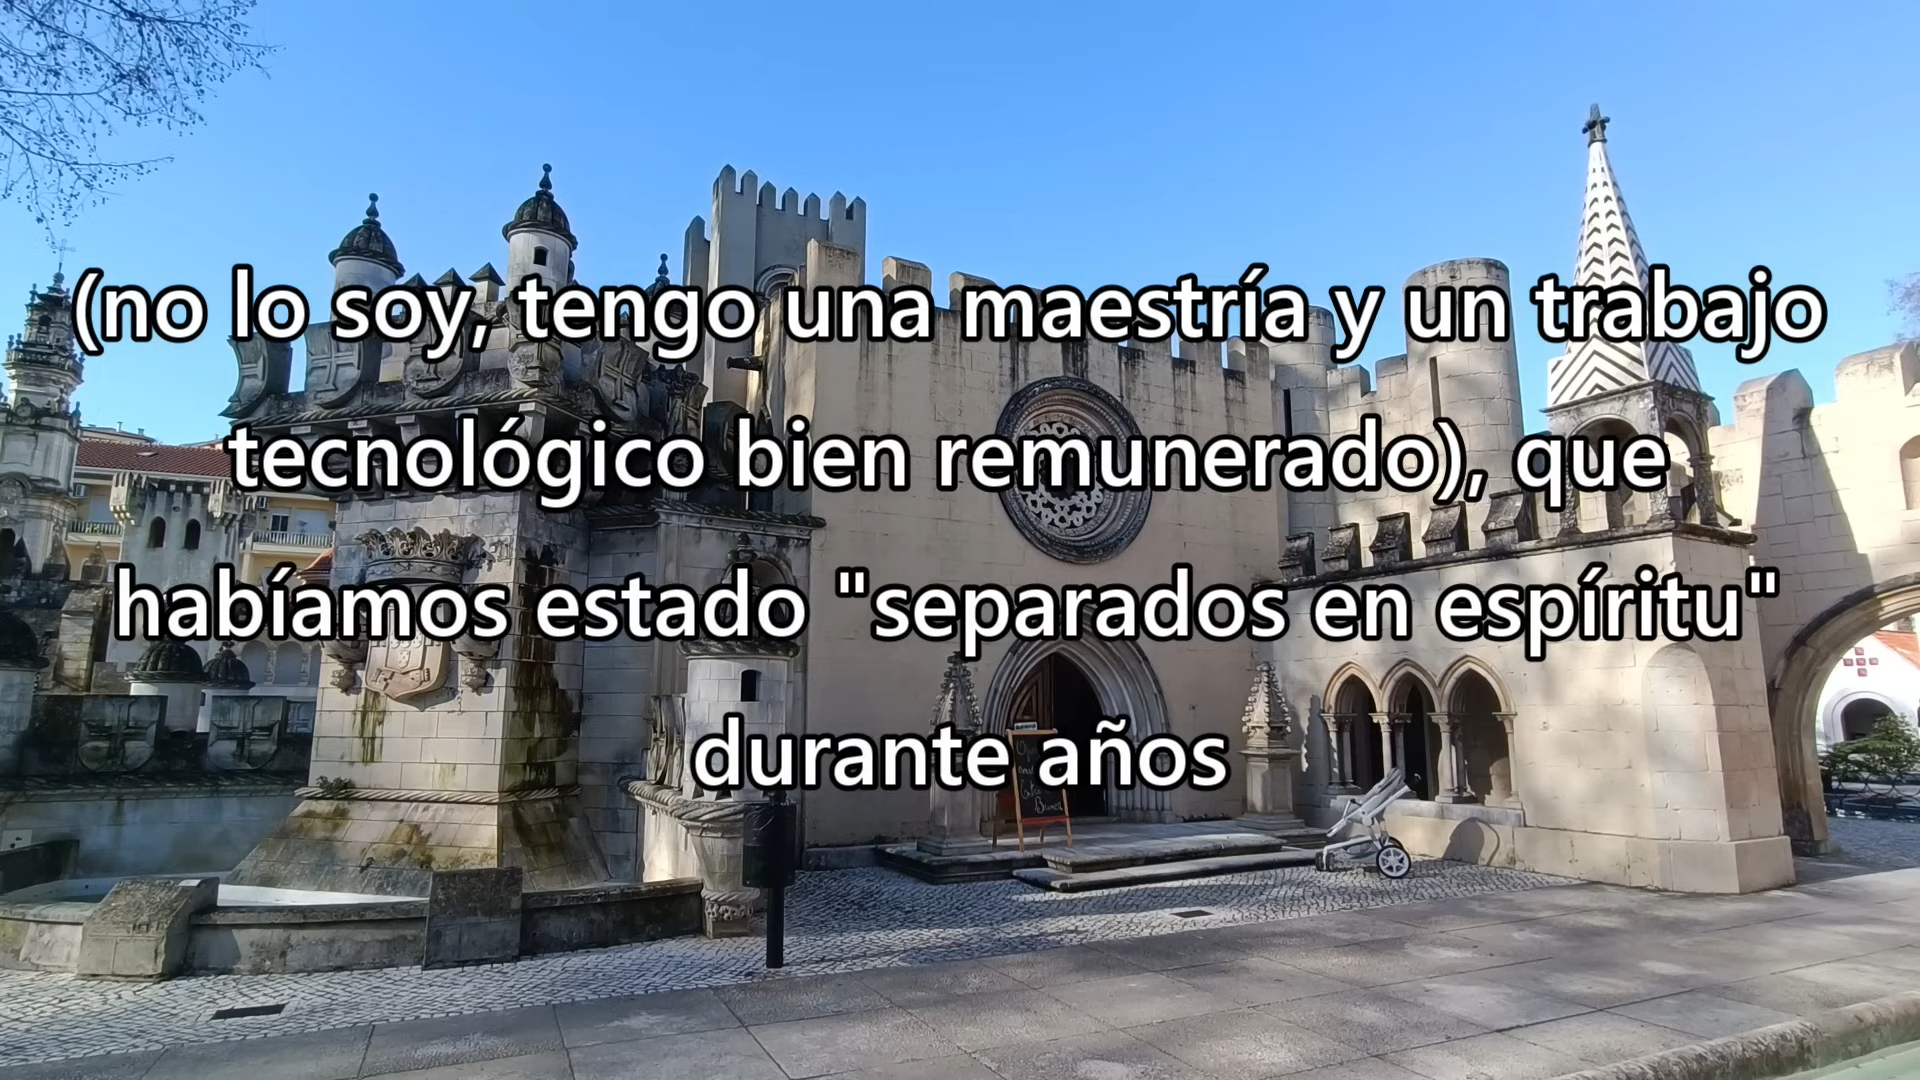 (no lo soy, tengo una maestría y un trabajo
tecnológico bien remunerado), que
habíamos estado "separados en espíritu"
durante años